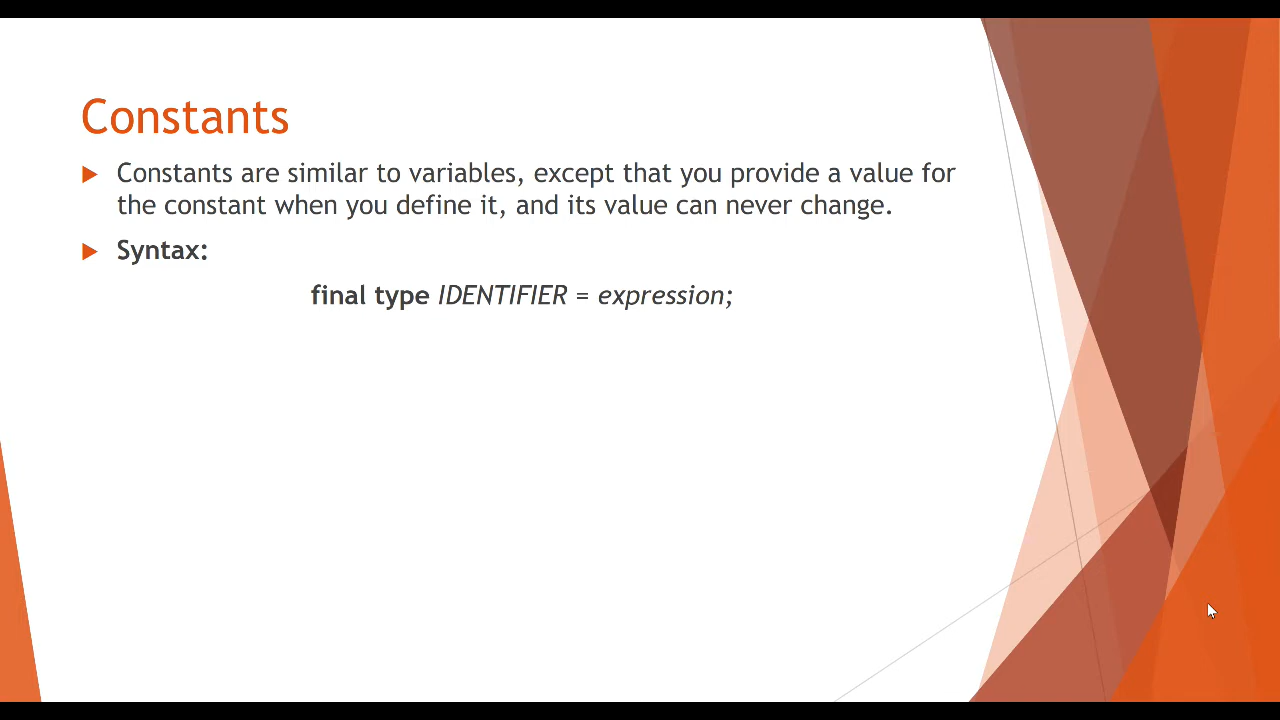 Constants
Constants are similar to variables, except that you provide a value for
the constant when you define it, and its value can never change.
Syntax:
final type IDENTIFIER = expression;